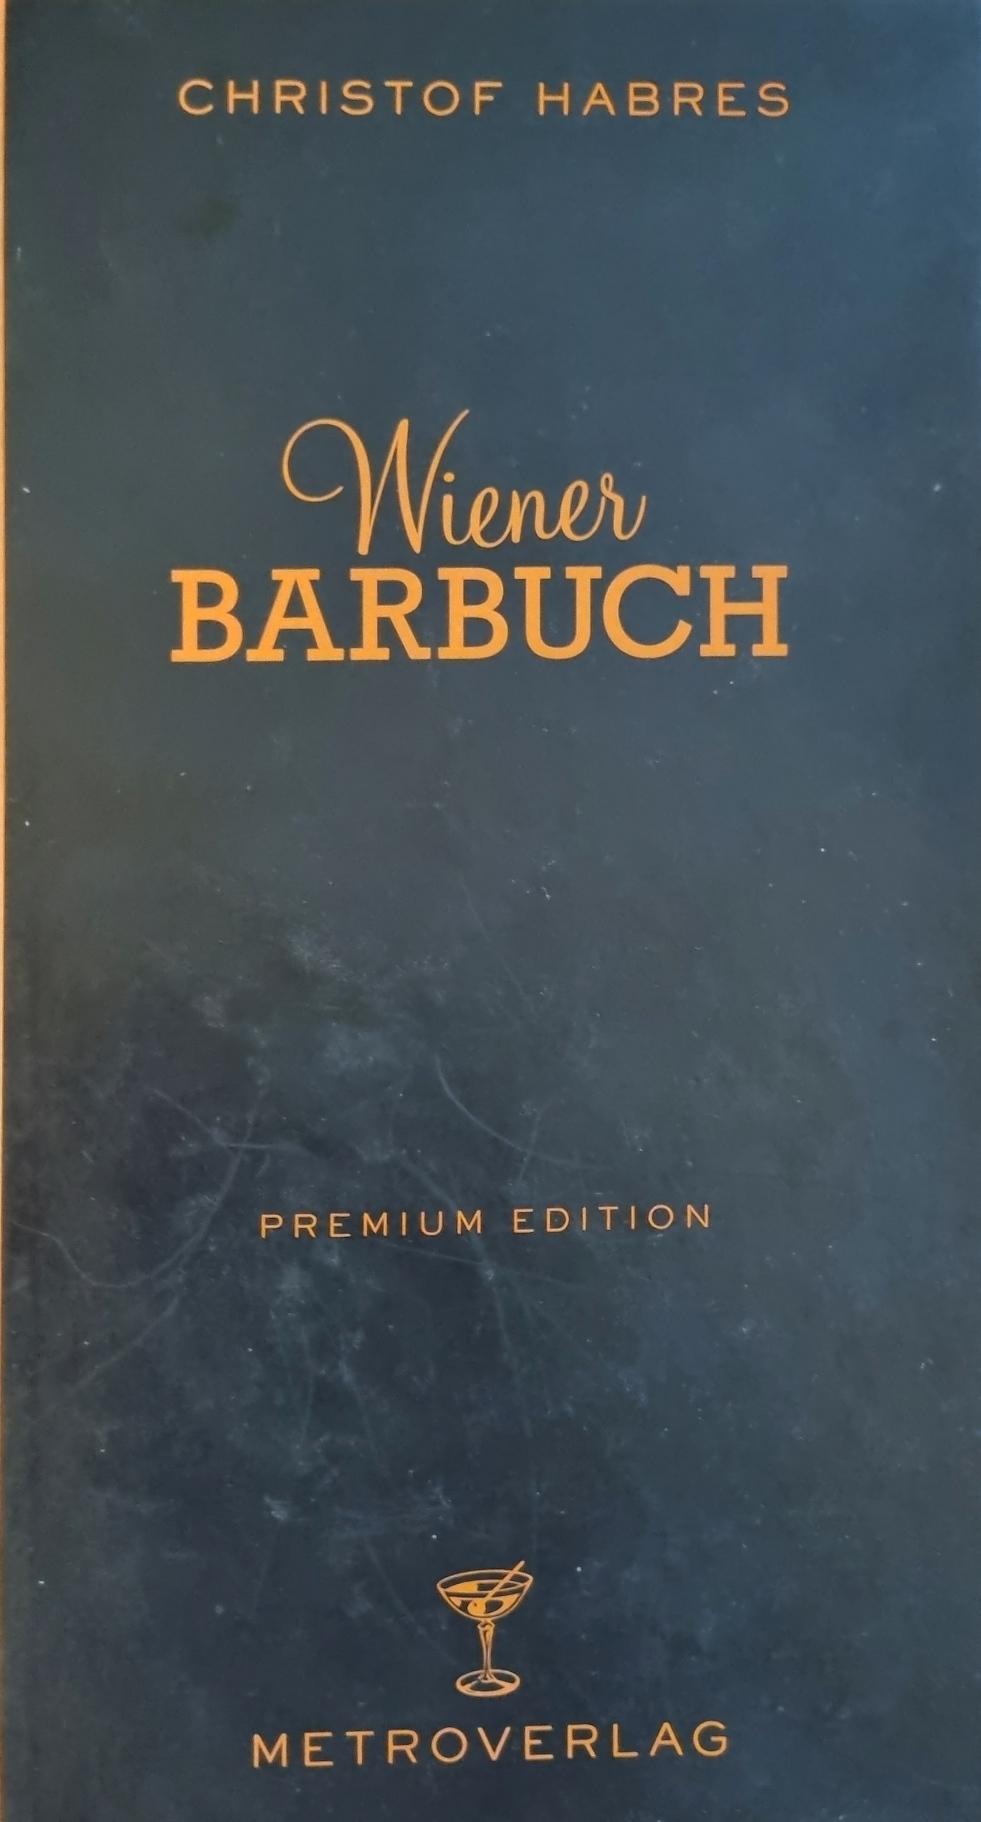 CHRISTOF HABRES
Wiener
BARBUCH
PREMIUM EDITION
METROVERLAG